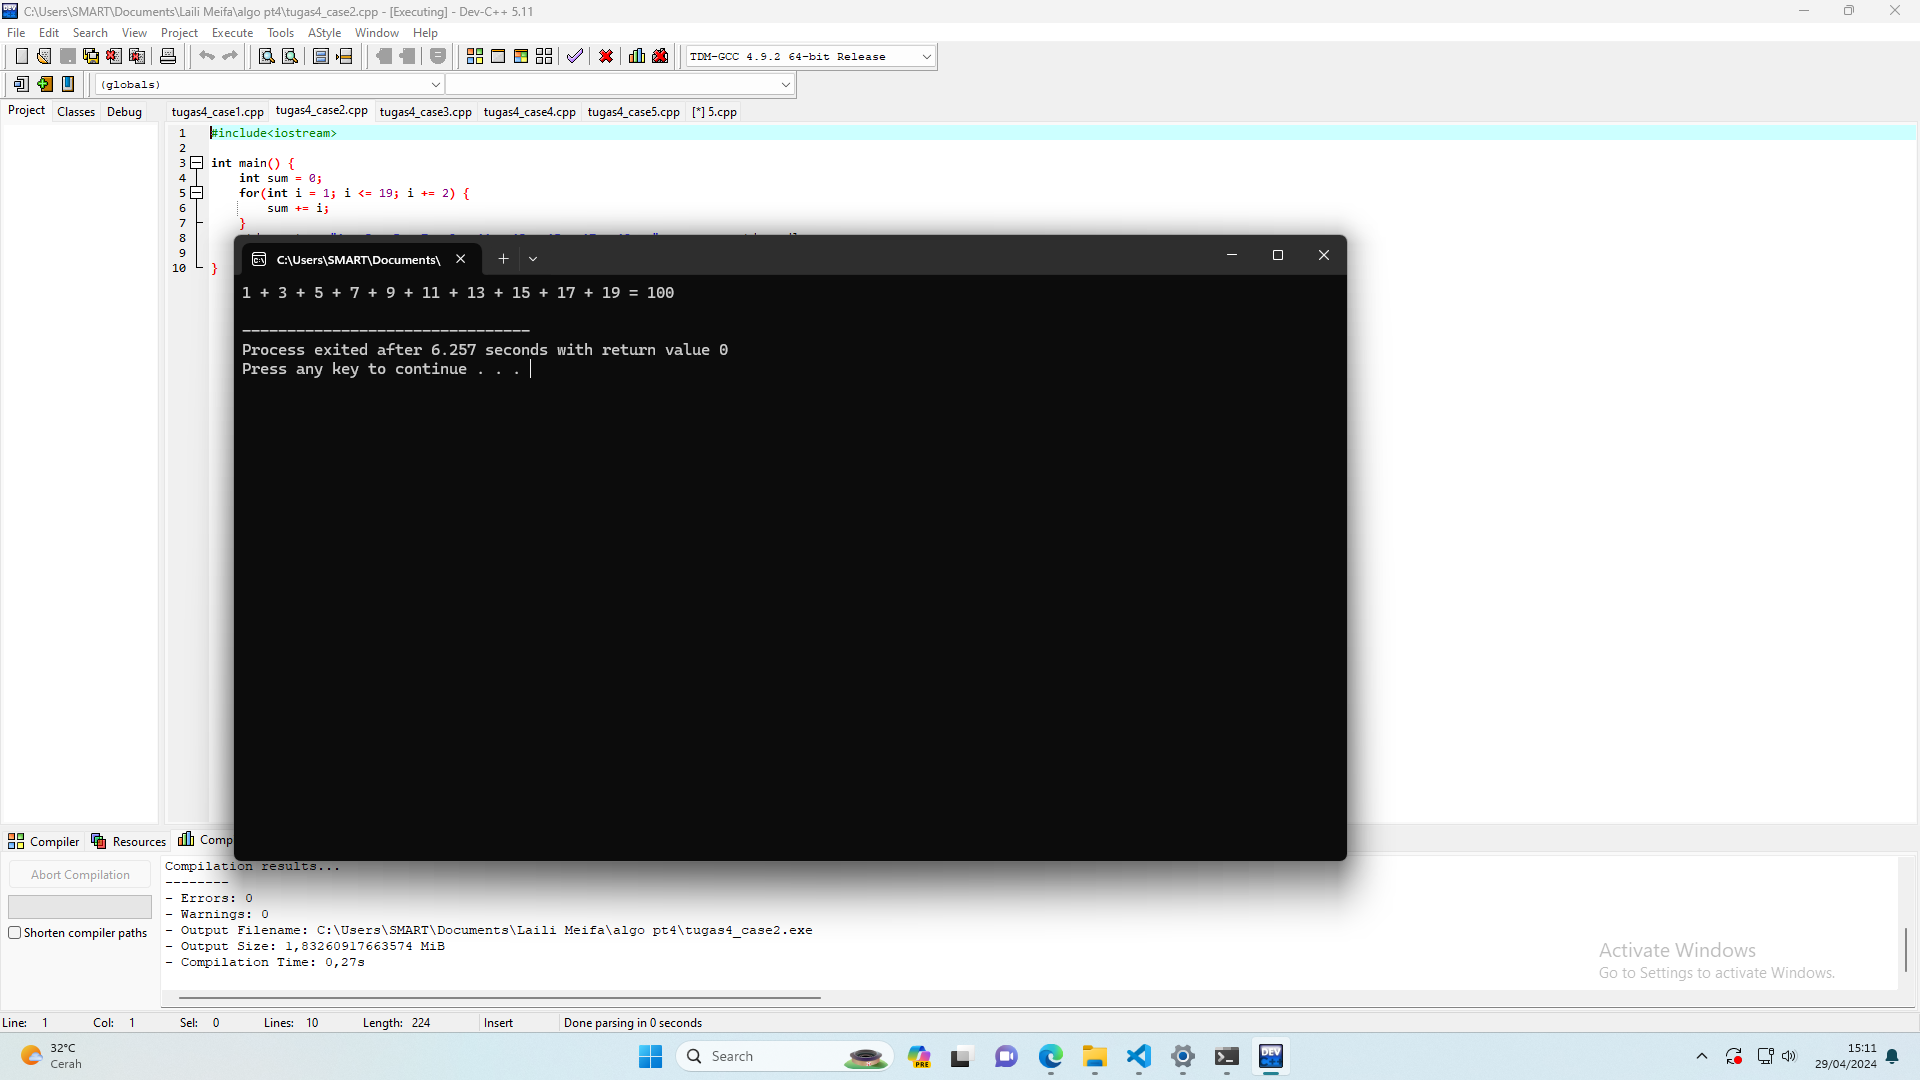 C:\Users\SMART\Documents\Laili Meifa\algo pt4\tugas4_case2.cpp - [Executing] - Dev-C++ 5.11
File Edit Search View Project Execute Tools AStyle Window Help
TDM-GCC 4.9.2 64-bit Release
(globals)
Project Classes Debug tugas4_case1.cpp tugas4_case2.cpp tugas4_case3.cpp tugas4_case4.cpp tugas4_case5.cpp [*] 5.cpp
1 #include<iostream>
2
3 int main() {
4 int sum = 0;
5 for(int i = 1; i <= 19; i += 2) {
6 sum += i;
7 }
8
9
10 }
C:\Users\SMART\Documents\
1 + 3 + 5 + 7 + 9 + 11 + 13 + 15 + 17 + 19 = 100
--------------------------------
Process exited after 6.257 seconds with return value 0
Press any key to continue . . .
Compiler Resources Comp
Abort Compilation
Shorten compiler paths
Compilation results...
--------
- Errors: 0
- Warnings: 0
- Output Filename: C:\Users\SMART\Documents\Laili Meifa\algo pt4\tugas4_case2.exe
- Output Size: 1,83260917663574 MiB
- Compilation Time: 0,27s
Activate Windows
Go to Settings to activate Windows.
Line: 1 Col: 1 Sel: 0 Lines: 10 Length: 224 Insert Done parsing in 0 seconds
32°C
Cerah
Search
PRE
DEV
15:11
29/04/2024